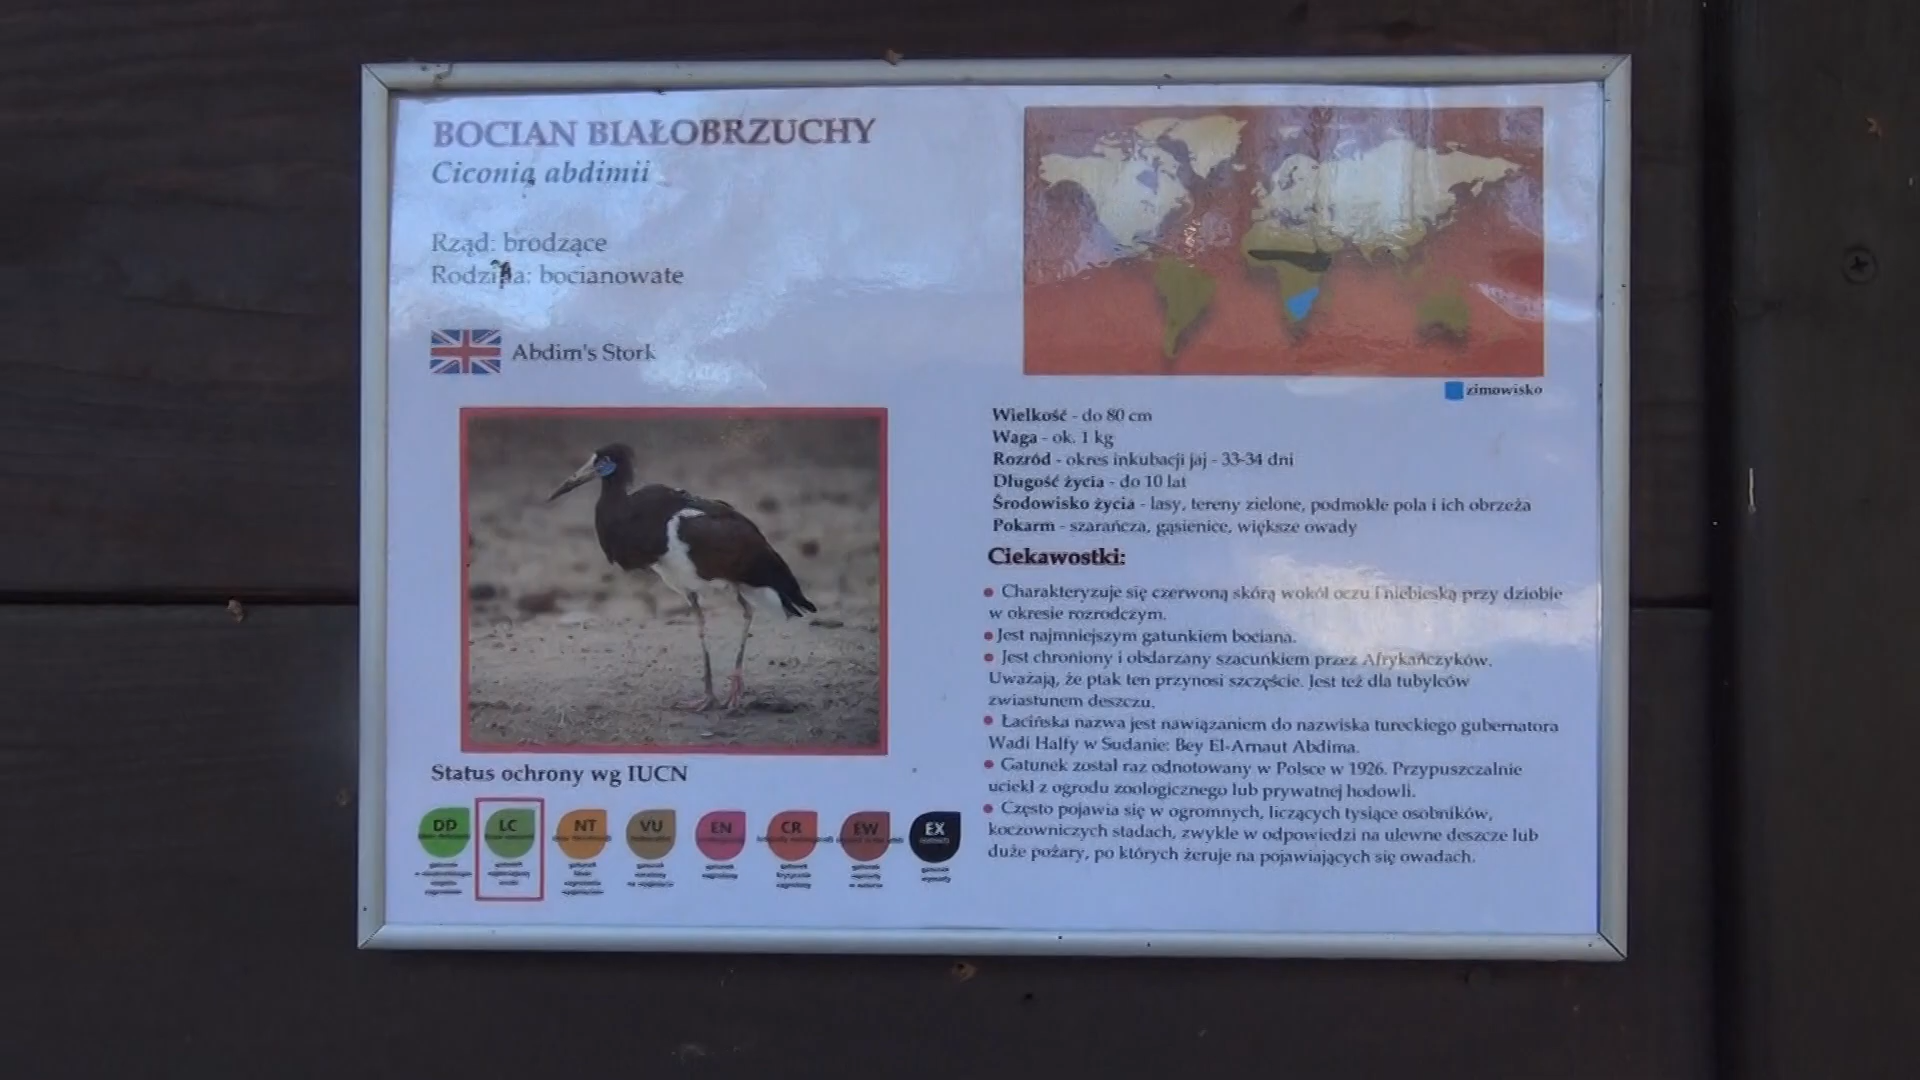 BOCIAN BIAŁOBRZUCHY
Ciconia abdimii
Rząd: brodzące
Rodzina: bocianowate
Abdim's Stork
zimowisko
Wielkość - do 80 cm
Waga - ok. 1 kg
Rozród - okres inkubacji jaj - 33-34 dni
Długość życia - do 10 lat
Środowisko życia - lasy, tereny zielone, podmokłe pola i ich obrzeża
Pokarm - szarańcza, gąsienice, większe owady
Ciekawostki:
• Charakteryzuje się czerwoną skórą wokół oczu i niebieską przy dziobie
w okresie rozrodczym.
• Jest najmniejszym gatunkiem bociana.
• Jest chroniony i obdarzany szacunkiem przez Afrykańczyków.
Uważają, że ptak ten przynosi szczęście. Jest też dla tubylców
zwiastunem deszczu.
• Łacińska nazwa jest nawiązaniem do nazwiska tureckiego gubernatora
Wadi Halfy w Sudanie: Bey El-Arnaut Abdima.
• Gatunek został raz odnotowany w Polsce w 1926. Przypuszczalnie
uciekł z ogrodu zoologicznego lub prywatnej hodowli.
• Często pojawia się w ogromnych, liczących tysiące osobników,
koczowniczych stadach, zwykle w odpowiedzi na ulewne deszcze lub
duże pożary, po których żeruje na pojawiających się owadach.
Status ochrony wg IUCN
DD LC NT VU EN CR EW EX